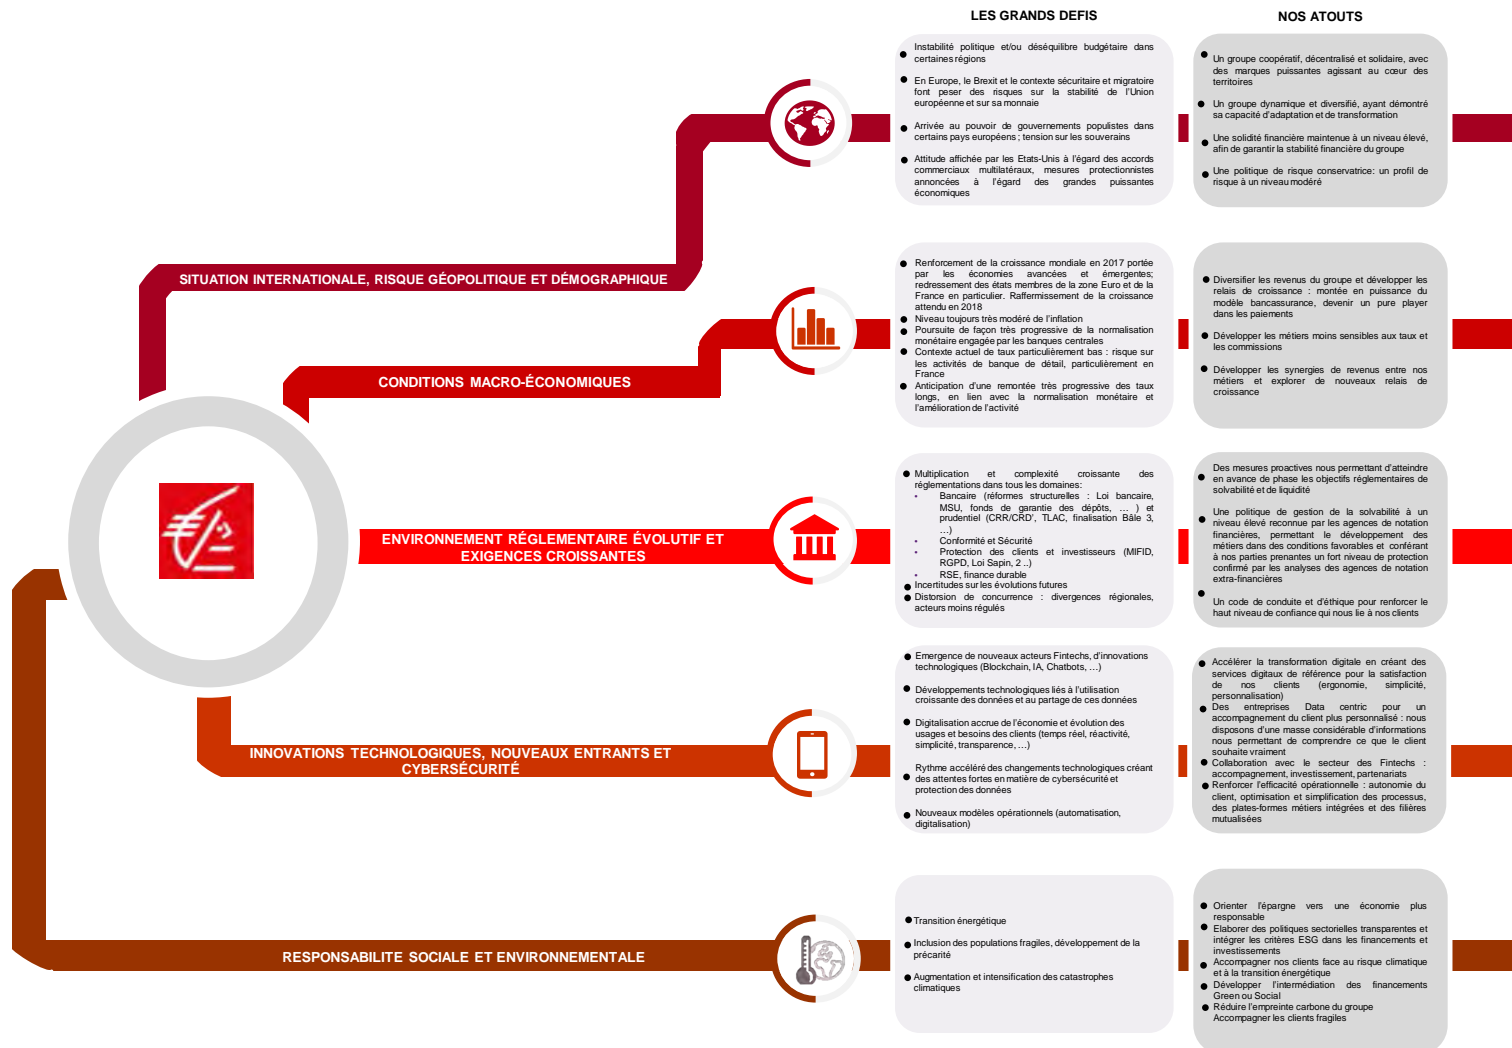 LES GRANDS DEFIS
NOS ATOUTS
SITUATION INTERNATIONALE, RISQUE GÉOPOLITIQUE ET DÉMOGRAPHIQUE
Instabilité politique et/ou déséquilibre budgétaire dans
certaines régions
En Europe, le Brexit et le contexte sécuritaire et migratoire
font peser des risques sur la stabilité de l'Union
européenne et sur sa monnaie
Arrivée au pouvoir de gouvernements populistes dans
certains pays européens ; tension sur les souverains
Attitude affichée par les Etats-Unis à l'égard des accords
commerciaux multilatéraux, mesures protectionnistes
annoncées à l'égard des grandes puissantes
économiques
Un groupe coopératif, décentralisé et solidaire, avec
des marques puissantes agissant au cœur des
territoires
Un groupe dynamique et diversifié, ayant démontré
sa capacité d'adaptation et de transformation
Une solidité financière maintenue à un niveau élevé,
afin de garantir la stabilité financière du groupe
Une politique de risque conservatrice: un profil de
risque à un niveau modéré
CONDITIONS MACRO-ÉCONOMIQUES
Renforcement de la croissance mondiale en 2017 portée
par les économies avancées et émergentes;
redressement des états membres de la zone Euro et de la
France en particulier. Raffermissement de la croissance
attendu en 2018
Niveau toujours très modéré de l'inflation
Poursuite de façon très progressive de la normalisation
monétaire engagée par les banques centrales
Contexte actuel de taux particulièrement bas : risque sur
les activités de banque de détail, particulièrement en
France
Anticipation d'une remontée très progressive des taux
longs, en lien avec la normalisation monétaire et
l'amélioration de l'activité
Diversifier les revenus du groupe et développer les
relais de croissance : montée en puissance du
modèle bancassurance, devenir un pure player
dans les paiements
Développer les métiers moins sensibles aux taux et
les commissions
Développer les synergies de revenus entre nos
métiers et explorer de nouveaux relais de
croissance
ENVIRONNEMENT RÉGLEMENTAIRE ÉVOLUTIF ET
EXIGENCES CROISSANTES
Multiplication et complexité croissante des
réglementations dans tous les domaines:
Bancaire (réformes structurelles : Loi bancaire,
MSU, fonds de garantie des dépôts, … ) et
prudentiel (CRR/CRD', TLAC, finalisation Bâle 3,
…)
Conformité et Sécurité
Protection des clients et investisseurs (MIFID,
RGPD, Loi Sapin, 2 ..)
RSE, finance durable
Incertitudes sur les évolutions futures
Distorsion de concurrence : divergences régionales,
acteurs moins régulés
Des mesures proactives nous permettant d'atteindre
en avance de phase les objectifs réglementaires de
solvabilité et de liquidité
Une politique de gestion de la solvabilité à un
niveau élevé reconnue par les agences de notation
financières, permettant le développement des
métiers dans des conditions favorables et conférant
à nos parties prenantes un fort niveau de protection
confirmé par les analyses des agences de notation
extra-financières
Un code de conduite et d'éthique pour renforcer le
haut niveau de confiance qui nous lie à nos clients
INNOVATIONS TECHNOLOGIQUES, NOUVEAUX ENTRANTS ET
CYBERSÉCURITÉ
Emergence de nouveaux acteurs Fintechs, d'innovations
technologiques (Blockchain, IA, Chatbots, …)
Développements technologiques liés à l'utilisation
croissante des données et au partage de ces données
Digitalisation accrue de l'économie et évolution des
usages et besoins des clients (temps réel, réactivité,
simplicité, transparence, …)
Rythme accéléré des changements technologiques créant
des attentes fortes en matière de cybersécurité et
protection des données
Nouveaux modèles opérationnels (automatisation,
digitalisation)
Accélérer la transformation digitale en créant des
services digitaux de référence pour la satisfaction
de nos clients (ergonomie, simplicité,
personnalisation)
Des entreprises Data centric pour un
accompagnement du client plus personnalisé : nous
disposons d'une masse considérable d'informations
nous permettant de comprendre ce que le client
souhaite vraiment
Collaboration avec le secteur des Fintechs :
accompagnement, investissement, partenariats
Renforcer l'efficacité opérationnelle : autonomie du
client, optimisation et simplification des processus,
des plates-formes métiers intégrées et des filières
mutualisées
RESPONSABILITE SOCIALE ET ENVIRONNEMENTALE
Transition énergétique
Inclusion des populations fragiles, développement de la
précarité
Augmentation et intensification des catastrophes
climatiques
Orienter l'épargne vers une économie plus
responsable
Elaborer des politiques sectorielles transparentes et
intégrer les critères ESG dans les financements et
investissements
Accompagner nos clients face au risque climatique
et à la transition énergétique
Développer l'intermédiation des financements
Green ou Social
Réduire l'empreinte carbone du groupe
Accompagner les clients fragiles